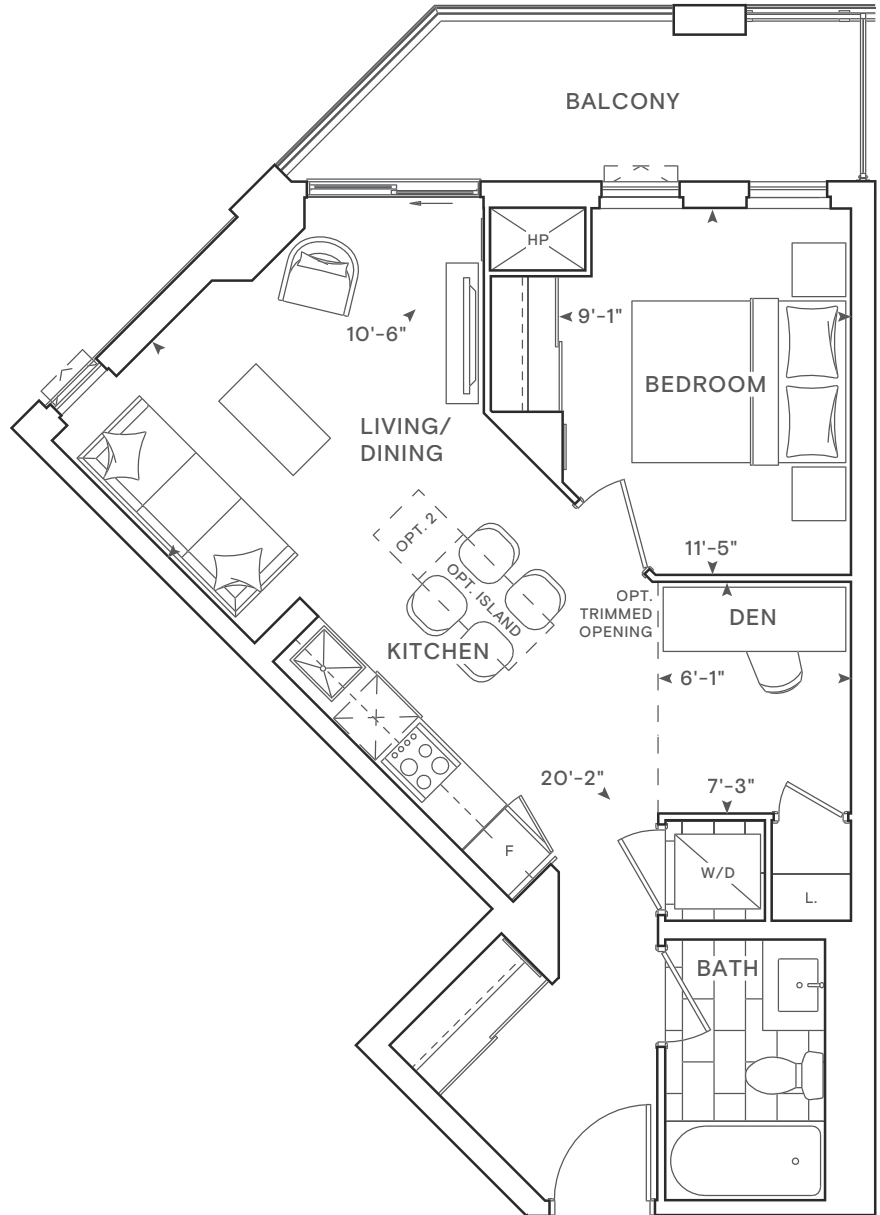 BALCONY
HP
10'-6"
9'-1"
BEDROOM
LIVING/
DINING
OPT. 2
OPT. ISLAND
11'-5"
OPT.
TRIMMED
OPENING
DEN
KITCHEN
6'-1"
20'-2"
7'-3"
F
W/D
L.
BATH